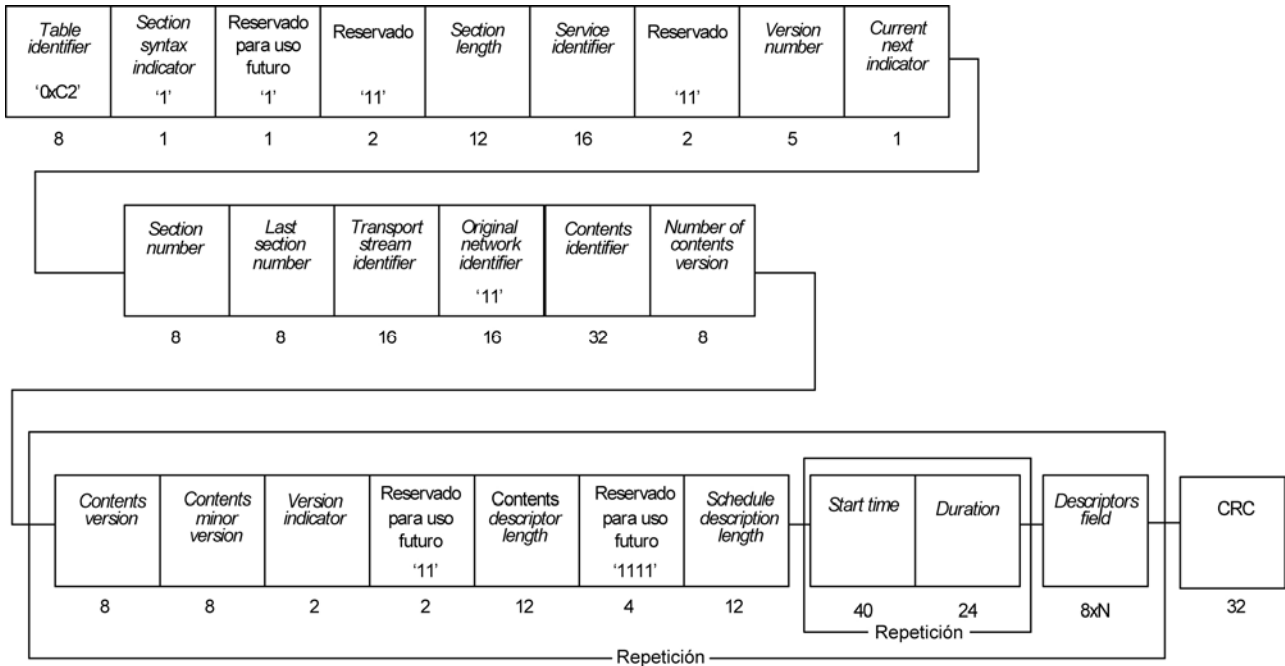 Table identifier '0xC2'
Section syntax indicator '1'
Reservado para uso futuro '1'
Reservado '11'
Section length
Service identifier
Reservado '11'
Version number
Current next indicator
8 1 1 2 12 16 2 5 1
Section number
Last section number
Transport stream identifier
Original network identifier '11'
Contents identifier
Number of contents version
8 8 16 16 32 8
Contents version
Contents minor version
Version indicator
Reservado para uso futuro '11'
Contents descriptor length
Reservado para uso futuro '1111'
Schedule description length
Start time
Duration
Descriptors field
CRC
8 8 2 2 12 4 12 40 24 8xN 32
Repetición
Repetición